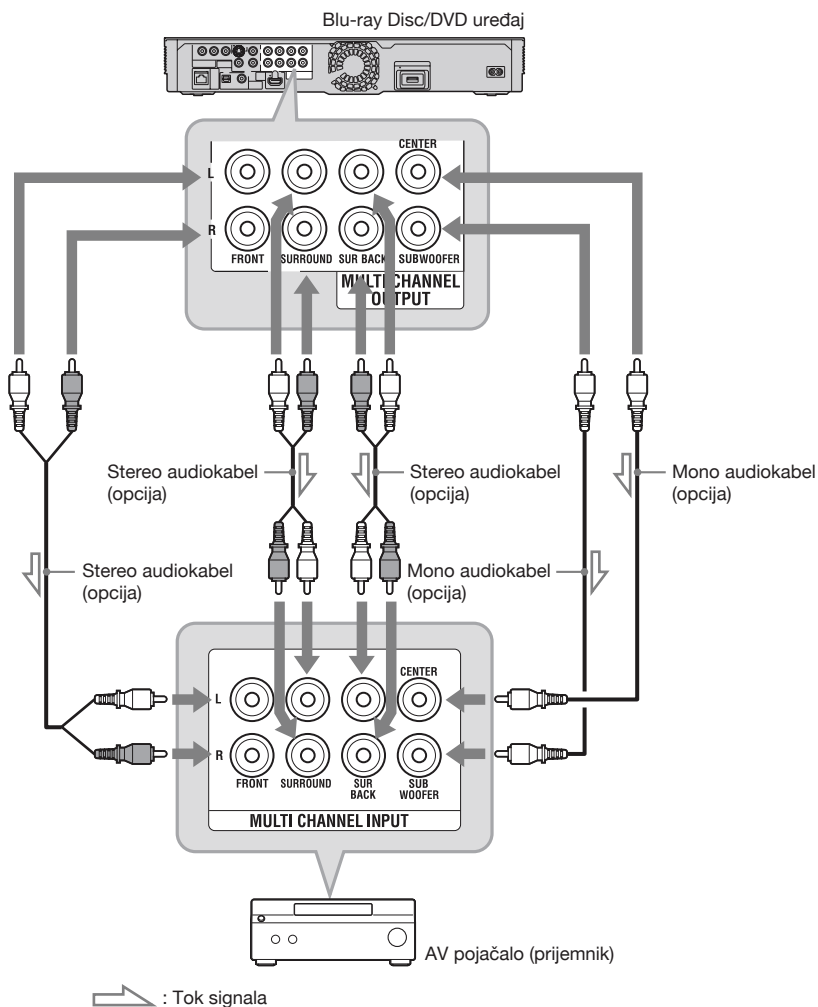 Blu-ray Disc/DVD uređaj
CENTER
L
R
FRONT
SURROUND
SUR BACK
SUBWOOFER
MULTI CHANNEL
OUTPUT
Stereo audiokabel
(opcija)
Stereo audiokabel
(opcija)
Mono audiokabel
(opcija)
Stereo audiokabel
(opcija)
Mono audiokabel
(opcija)
CENTER
L
R
FRONT
SURROUND
SUR
BACK
SUB
WOOFER
MULTI CHANNEL INPUT
AV pojačalo (prijemnik)
: Tok signala